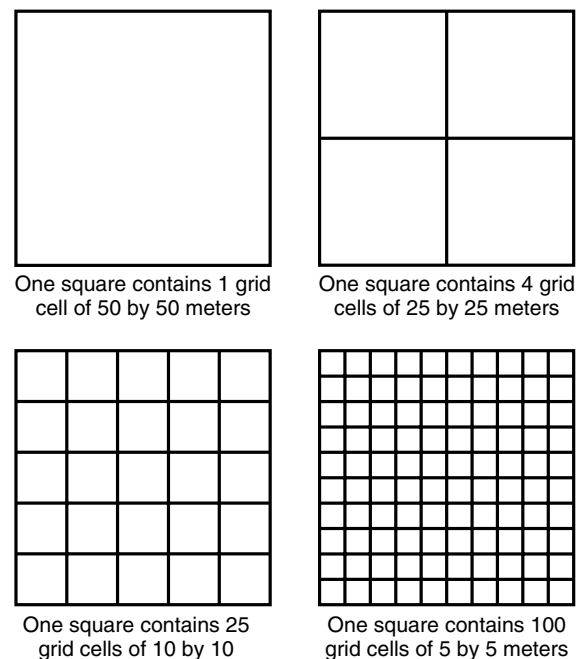 One square contains 1 grid
cell of 50 by 50 meters
One square contains 4 grid
cells of 25 by 25 meters
One square contains 25
grid cells of 10 by 10
One square contains 100
grid cells of 5 by 5 meters